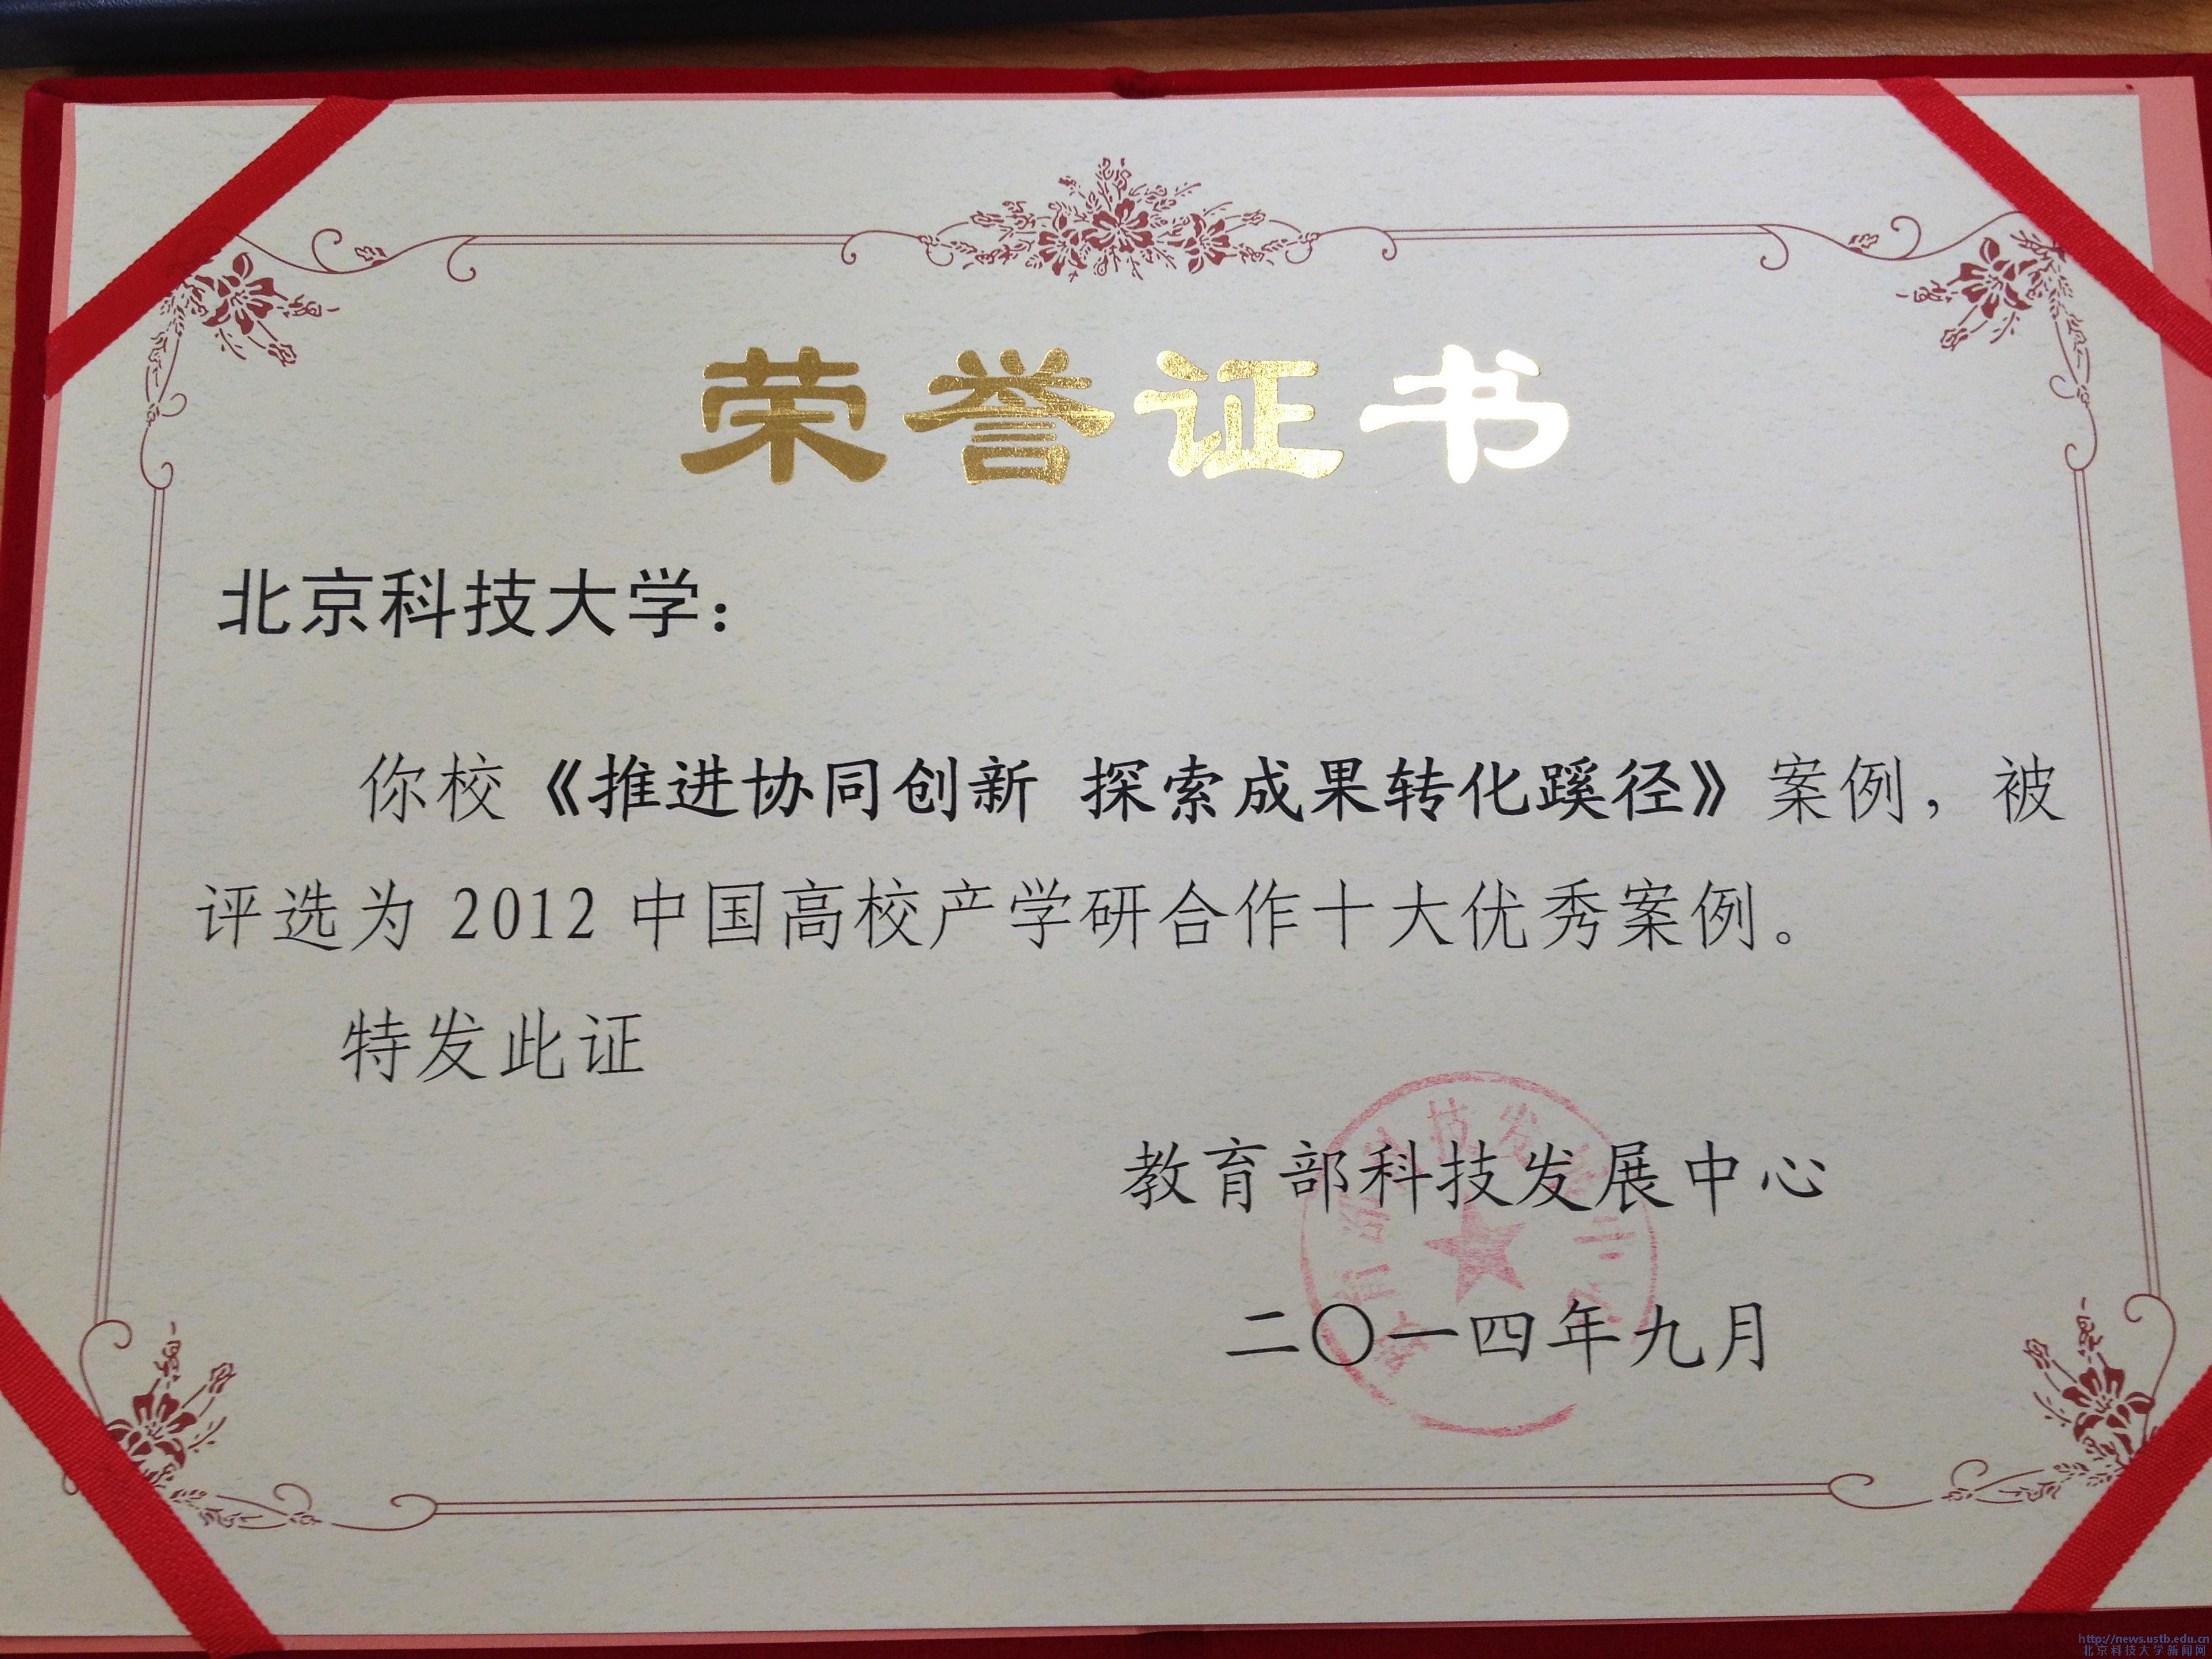 荣誉证书
北京科技大学：
你校《推进协同创新 探索成果转化蹊径》案例，被
评选为 2012 中国高校产学研合作十大优秀案例。
特发此证
教育部科技发展中心
二〇一四年九月
http://news.ustb.edu.cn
北京科技大学新闻网